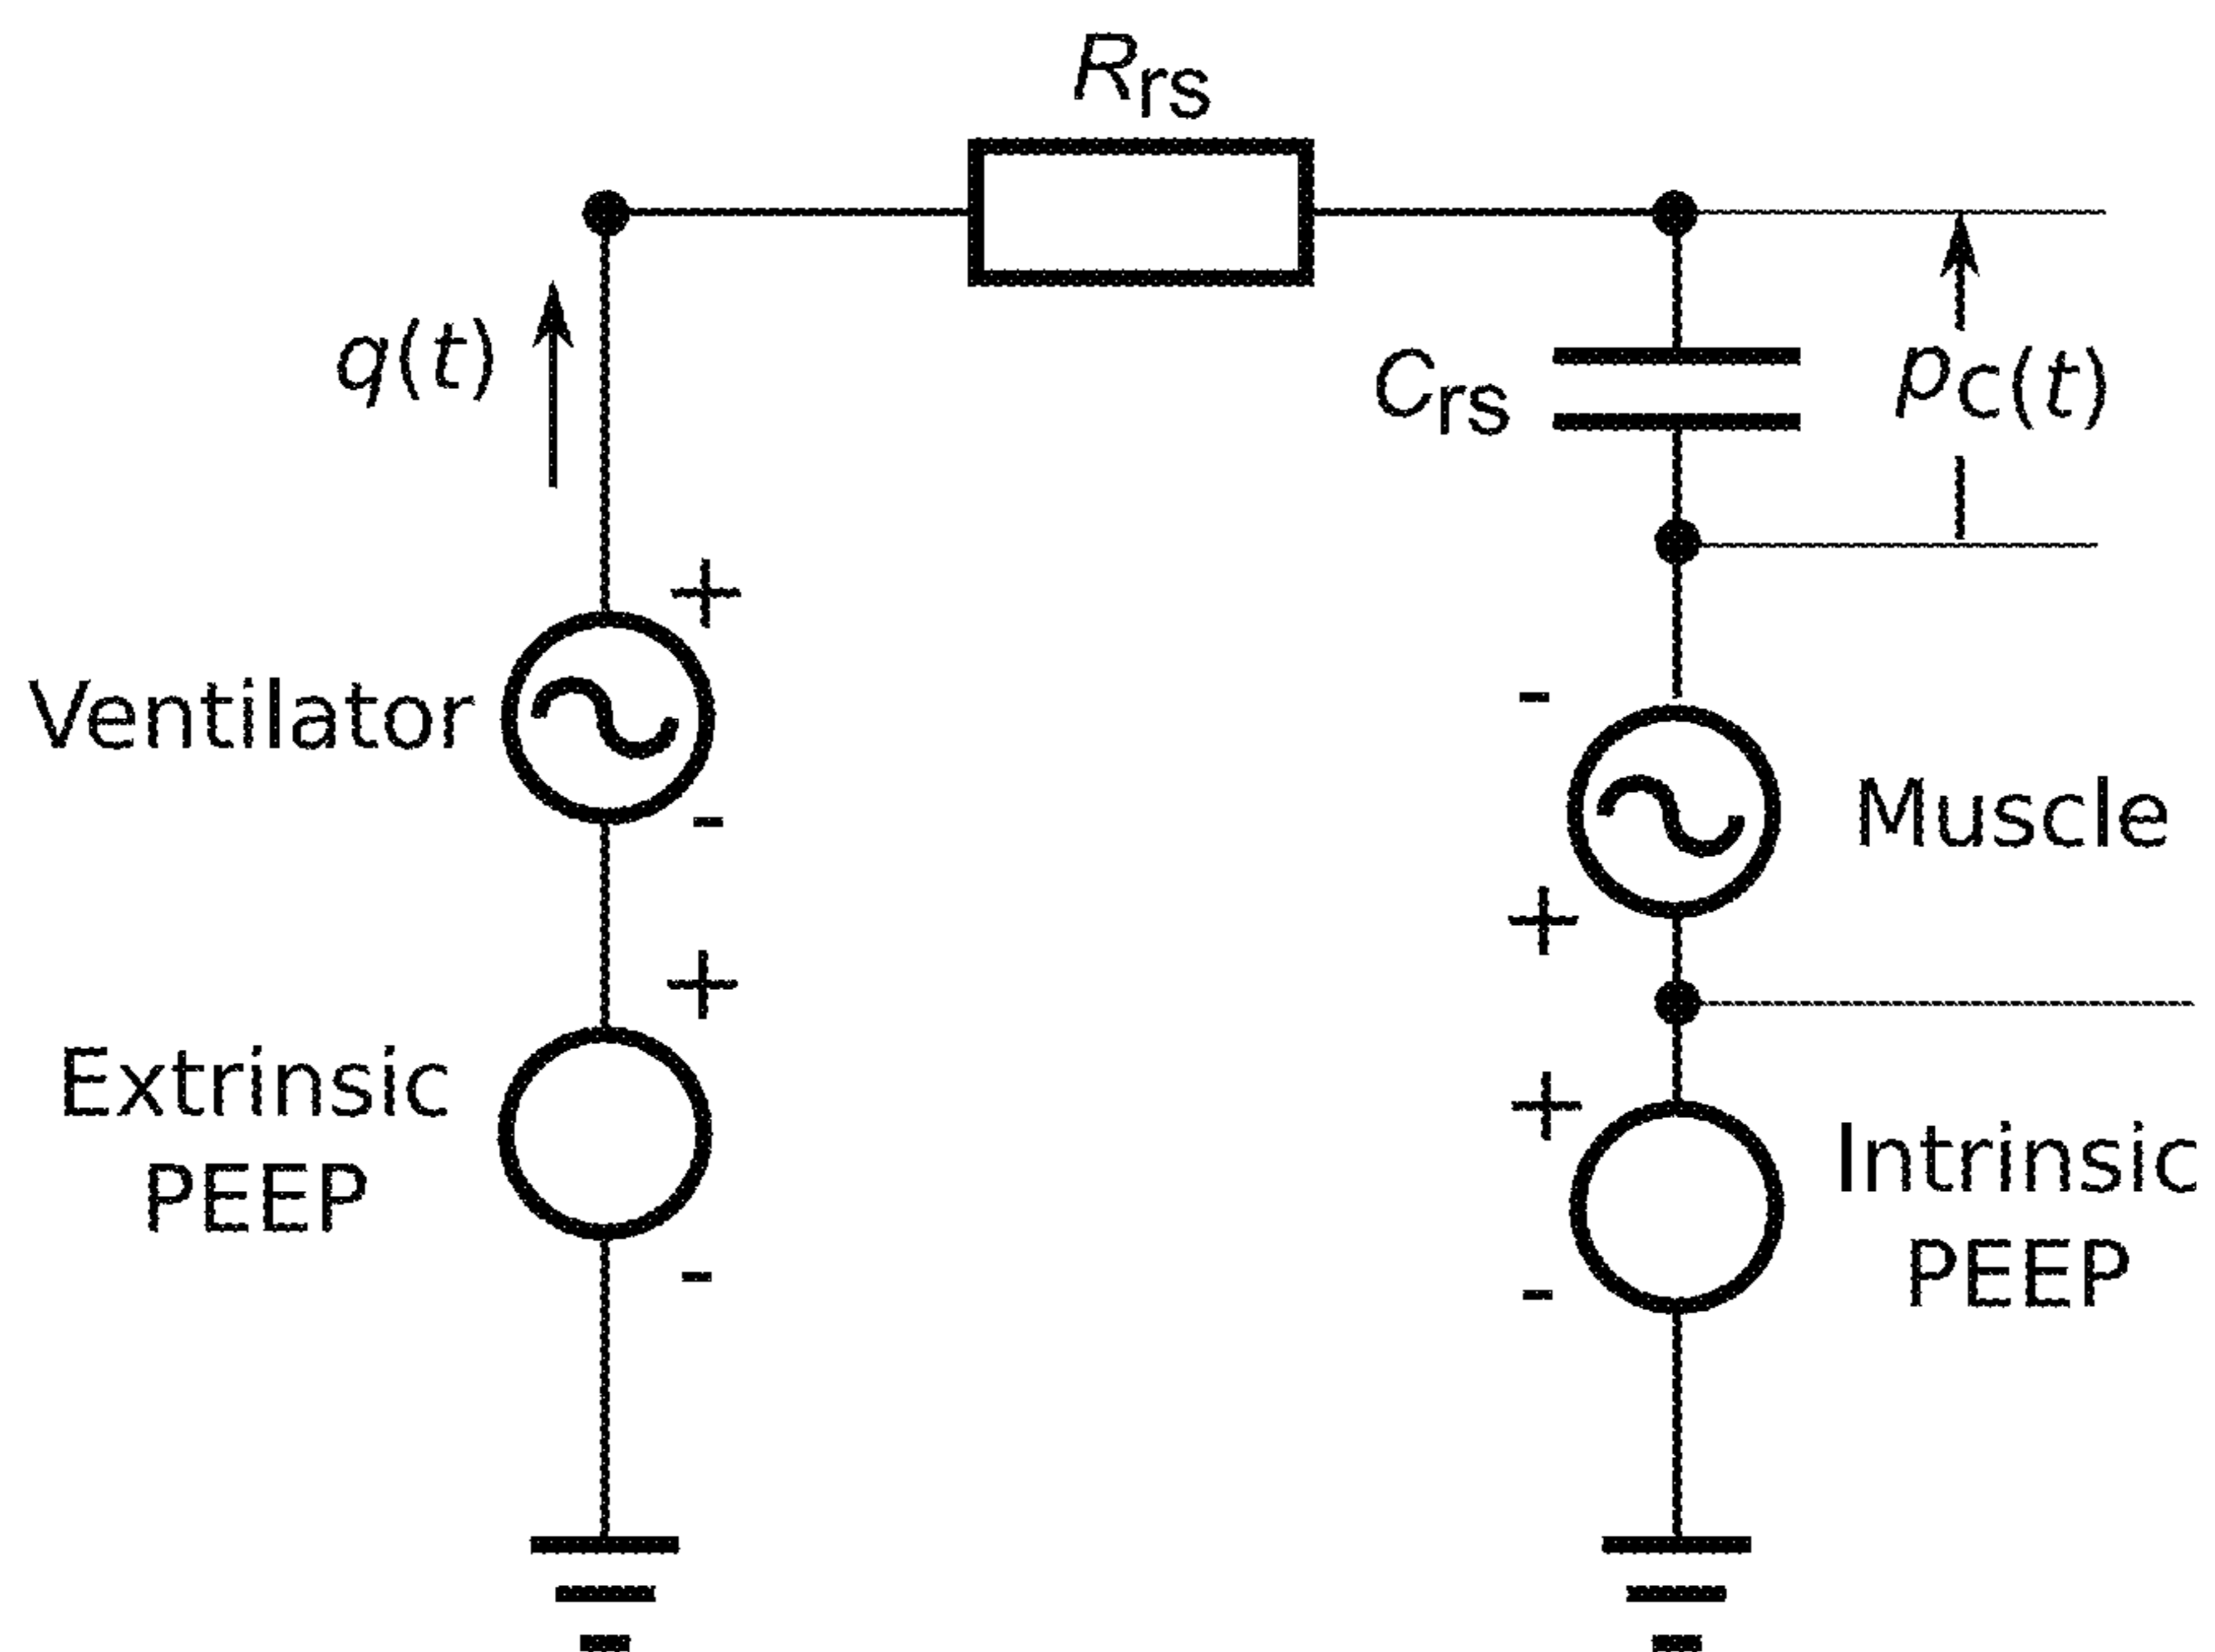 Rrs
q(t)
Crs
pC(t)
+
Ventilator
-
-
Muscle
+
+
Extrinsic
PEEP
-
+
Intrinsic
PEEP
-